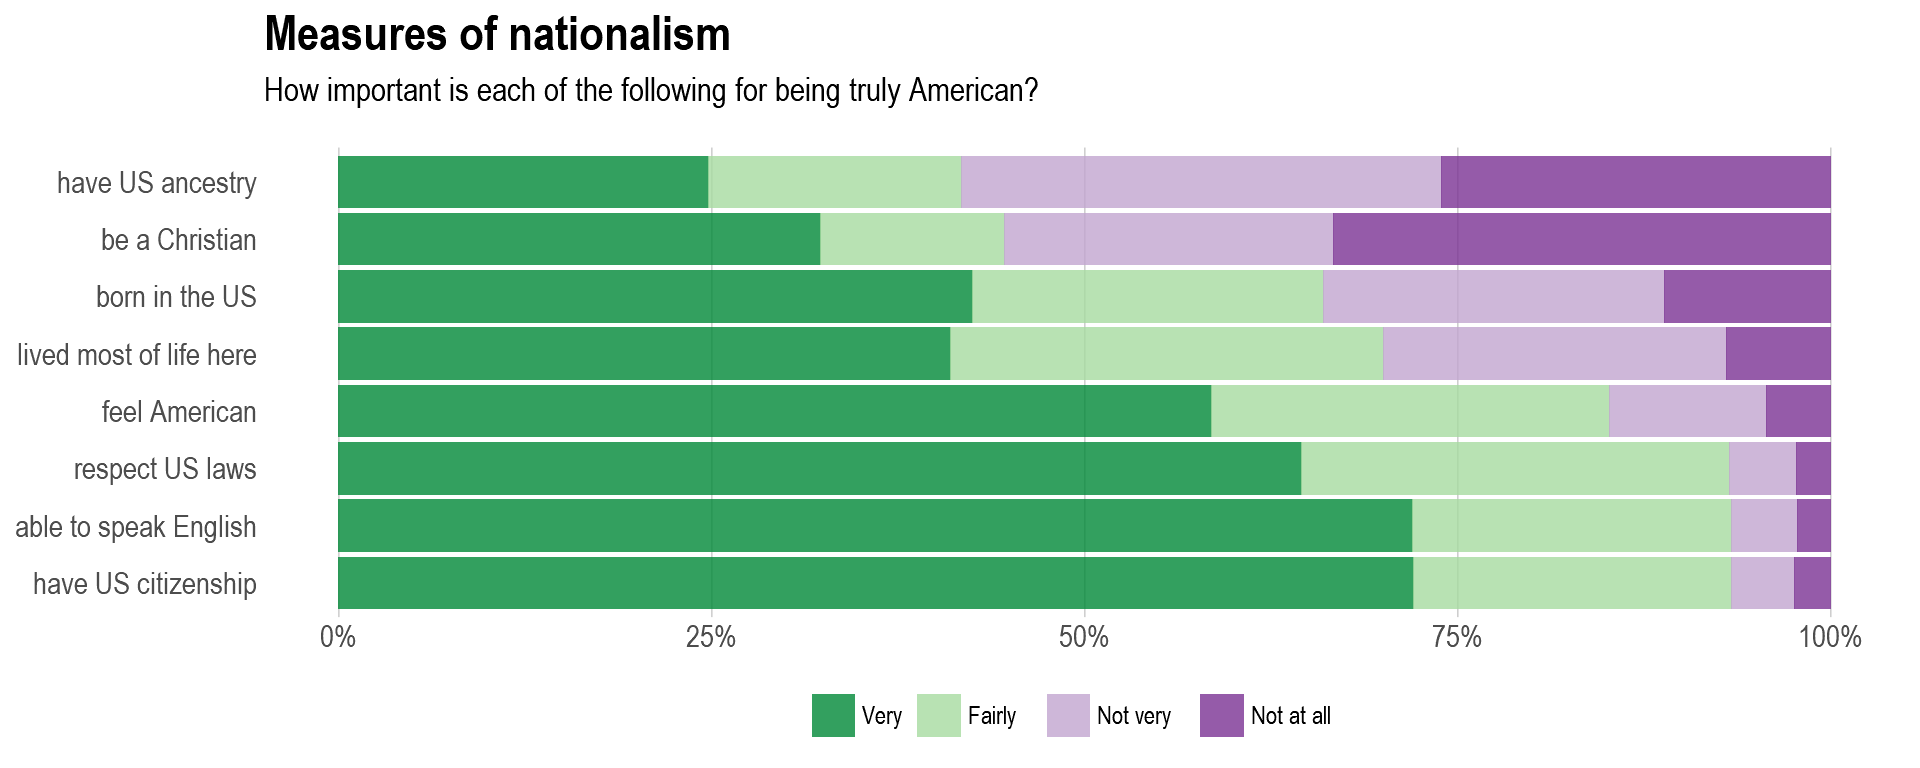 Measures of nationalism
How important is each of the following for being truly American?
have US ancestry
be a Christian
born in the US
lived most of life here
feel American
respect US laws
able to speak English
have US citizenship
0% 25% 50% 75% 100%
Very Fairly Not very Not at all